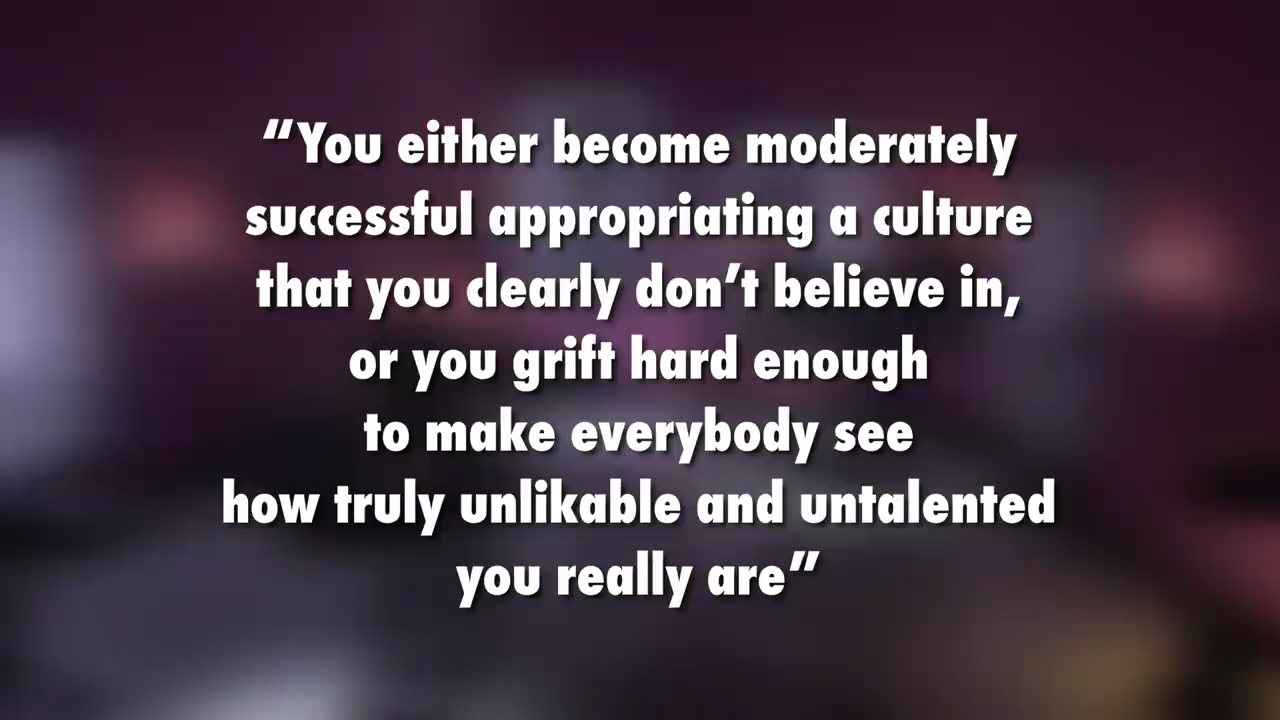 “You either become moderately
successful appropriating a culture
that you clearly don’t believe in,
or you grift hard enough
to make everybody see
how truly unlikable and untalented
you really are”